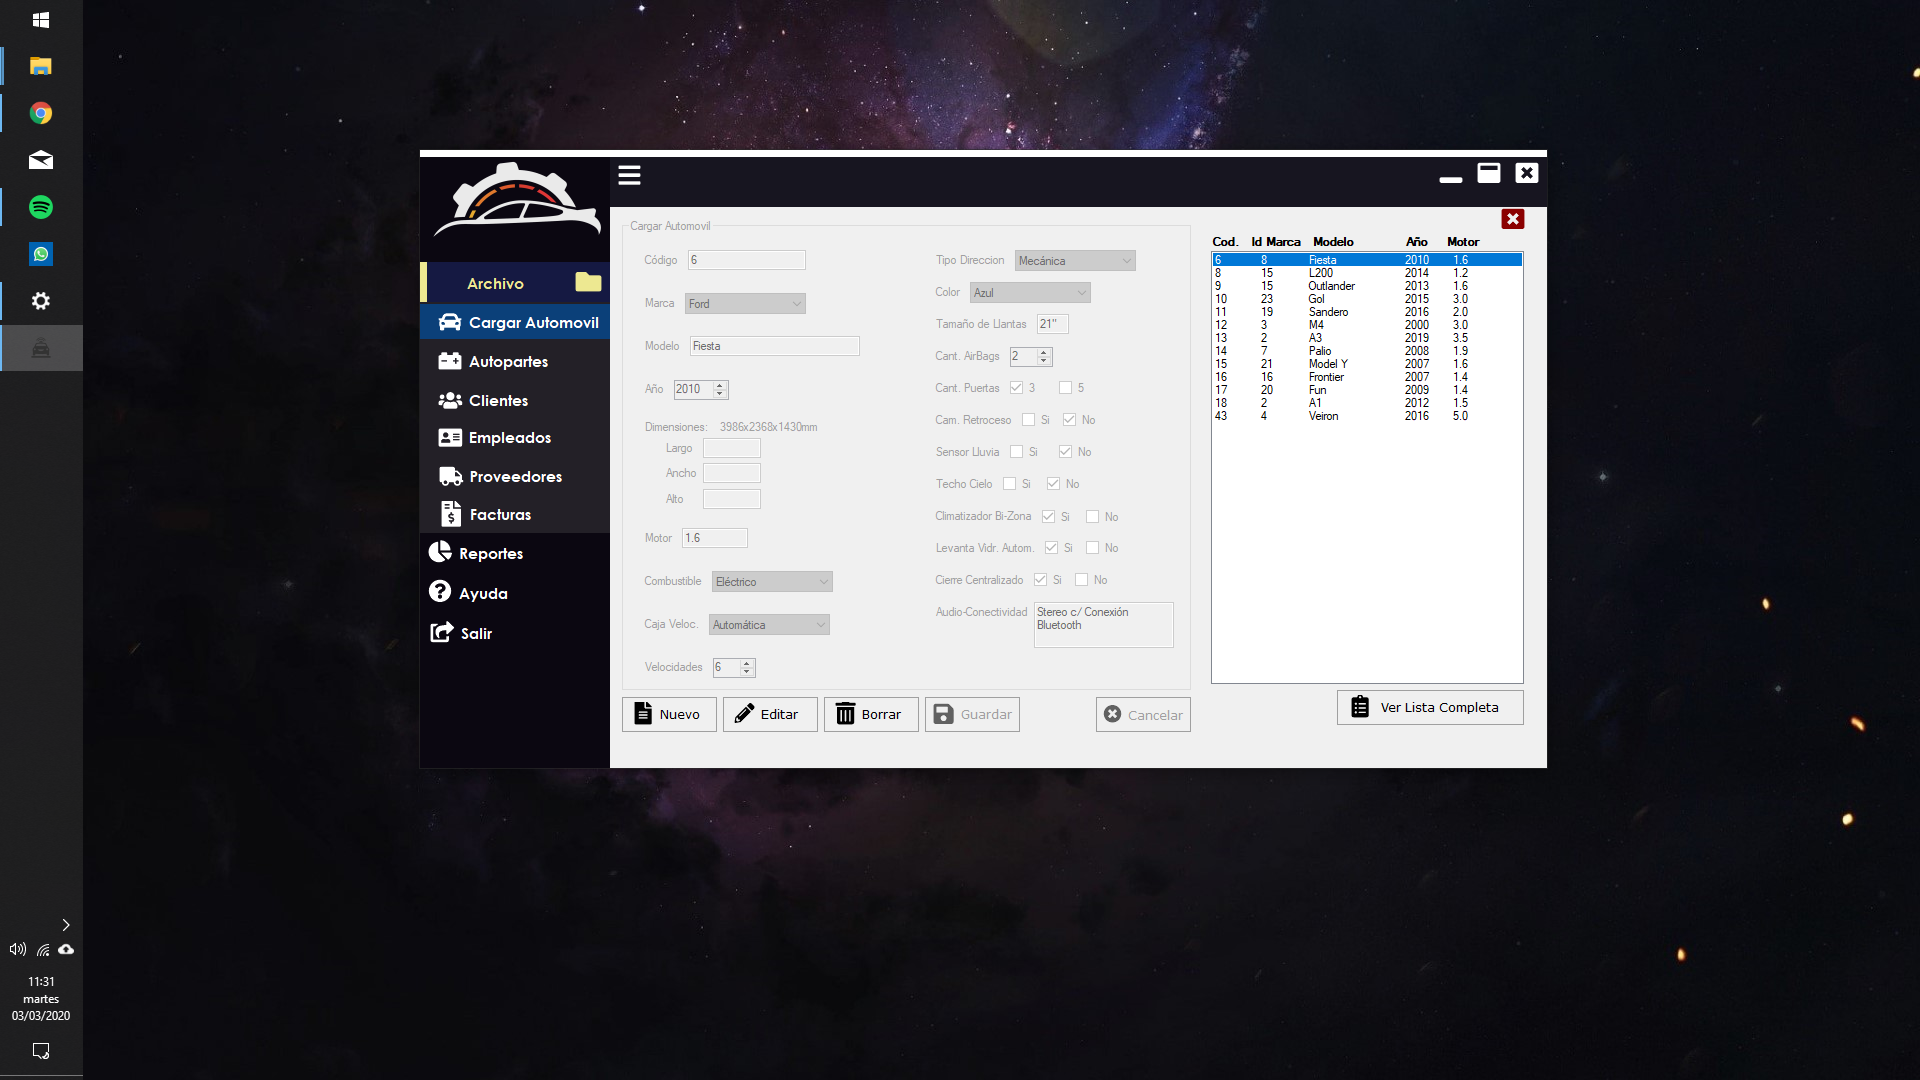 Archivo
Cargar Automovil
Autopartes
Clientes
Empleados
Proveedores
Facturas
Reportes
Ayuda
Salir
Cargar Automovil
Código 6
Marca Ford
Modelo Fiesta
Año 2010
Dimensiones: 3986x2368x1430mm
Largo
Ancho
Alto
Motor 1.6
Combustible Eléctrico
Caja Veloc. Automática
Velocidades 6
Tipo Direccion Mecánica
Color Azul
Tamaño de Llantas 21"
Cant. AirBags 2
Cant. Puertas 3 5
Cam. Retroceso Si No
Sensor Lluvia Si No
Techo Cielo Si No
Climatizador Bi-Zona Si No
Levanta Vidr. Autom. Si No
Cierre Centralizado Si No
Audio-Conectividad Stereo c/ Conexión
Bluetooth
Nuevo Editar Borrar Guardar Cancelar
Cod. Id Marca Modelo Año Motor
6 8 Fiesta 2010 1.6
8 15 L200 2014 1.2
9 15 Outlander 2013 1.6
10 23 Gol 2015 3.0
11 19 Sandero 2016 2.0
12 3 M4 2000 3.0
13 2 A3 2019 3.5
14 7 Palio 2008 1.9
15 21 Model Y 2007 1.6
16 16 Frontier 2007 1.4
17 20 Fun 2009 1.4
18 2 A1 2012 1.5
43 4 Veiron 2016 5.0
Ver Lista Completa
11:31
martes
03/03/2020